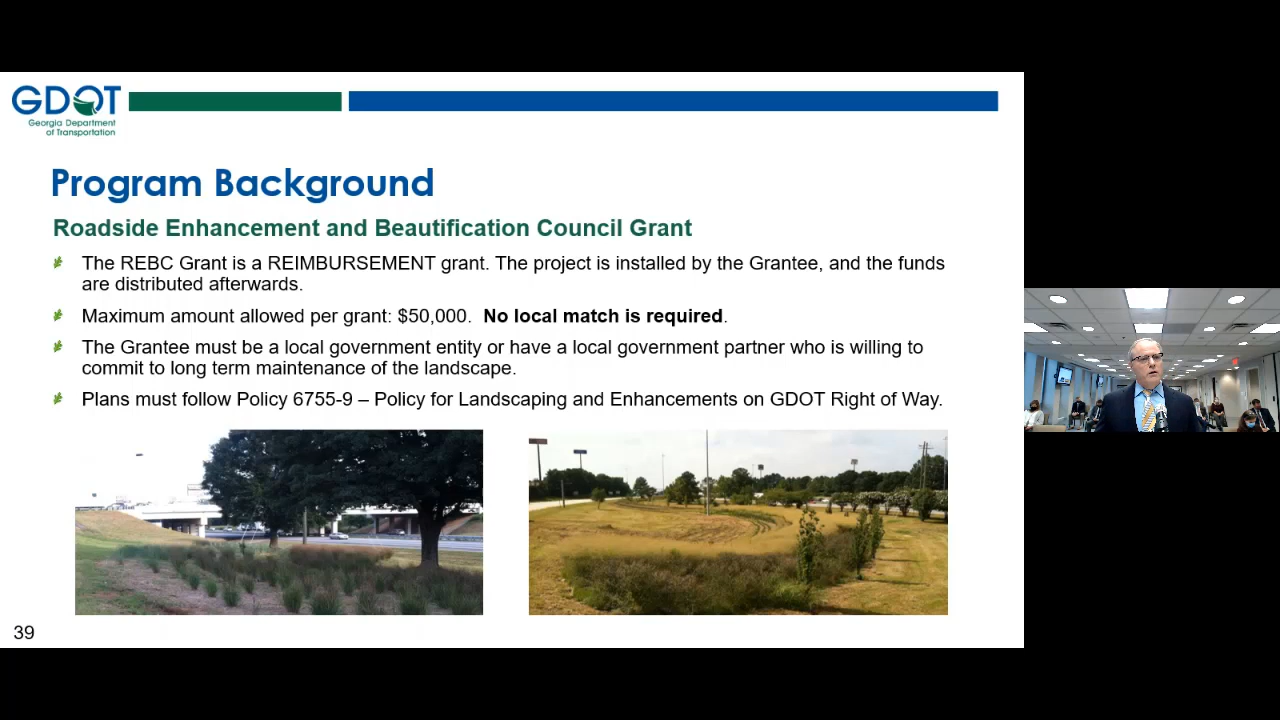 GDOT
Georgia Department
of Transportation
Program Background
Roadside Enhancement and Beautification Council Grant
The REBC Grant is a REIMBURSEMENT grant. The project is installed by the Grantee, and the funds
are distributed afterwards.
Maximum amount allowed per grant: $50,000. No local match is required.
The Grantee must be a local government entity or have a local government partner who is willing to
commit to long term maintenance of the landscape.
Plans must follow Policy 6755-9 – Policy for Landscaping and Enhancements on GDOT Right of Way.
39